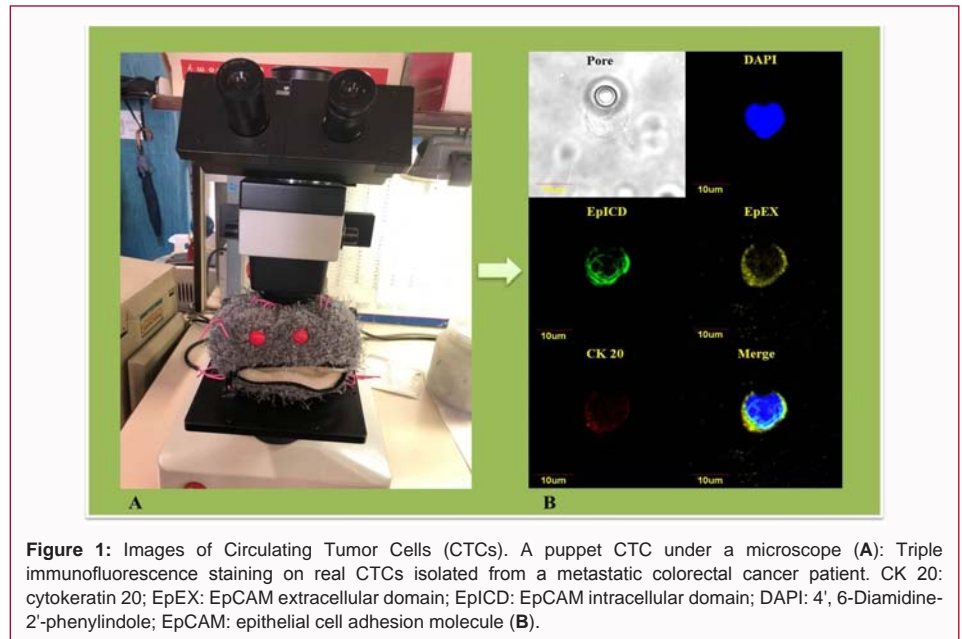 Pore
DAPI
10um
10um
EpICD
EpEX
10um
10um
CK 20
Merge
10um
10um
A
B
Figure 1: Images of Circulating Tumor Cells (CTCs). A puppet CTC under a microscope (A): Triple
immunofluorescence staining on real CTCs isolated from a metastatic colorectal cancer patient. CK 20:
cytokeratin 20; EpEX: EpCAM extracellular domain; EpICD: EpCAM intracellular domain; DAPI: 4', 6-Diamidine-
2'-phenylindole; EpCAM: epithelial cell adhesion molecule (B).